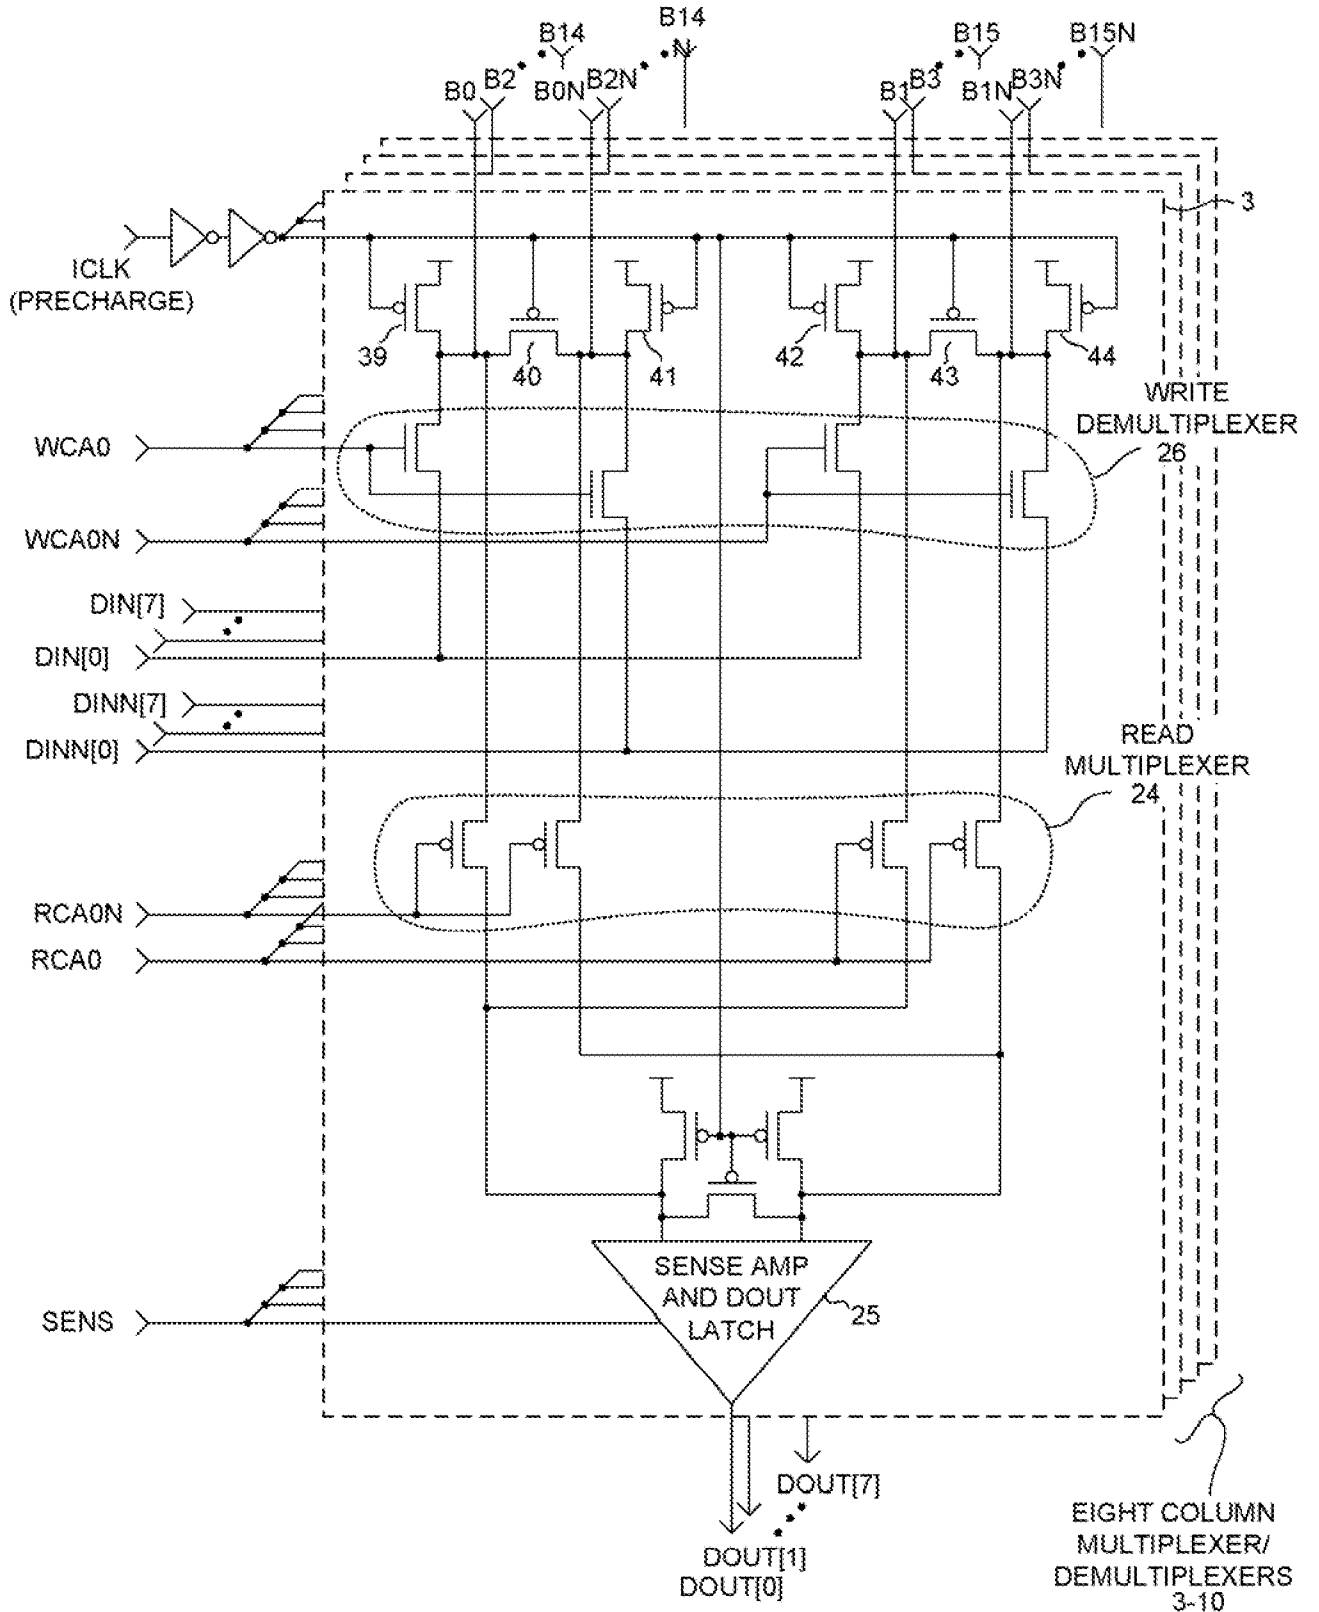 B14
B14
N
B15
B15N
B0
B2
B0N
B2N
B1
B3
B1N
B3N
3
ICLK
(PRECHARGE)
39
40
41
42
43
44
WRITE
DEMULTIPLEXER
26
WCA0
WCA0N
DIN[7]
DIN[0]
DINN[7]
DINN[0]
READ
MULTIPLEXER
24
RCA0N
RCA0
SENSE AMP
AND DOUT
LATCH
25
SENS
DOUT[7]
DOUT[1]
DOUT[0]
EIGHT COLUMN
MULTIPLEXER/
DEMULTIPLEXERS
3-10